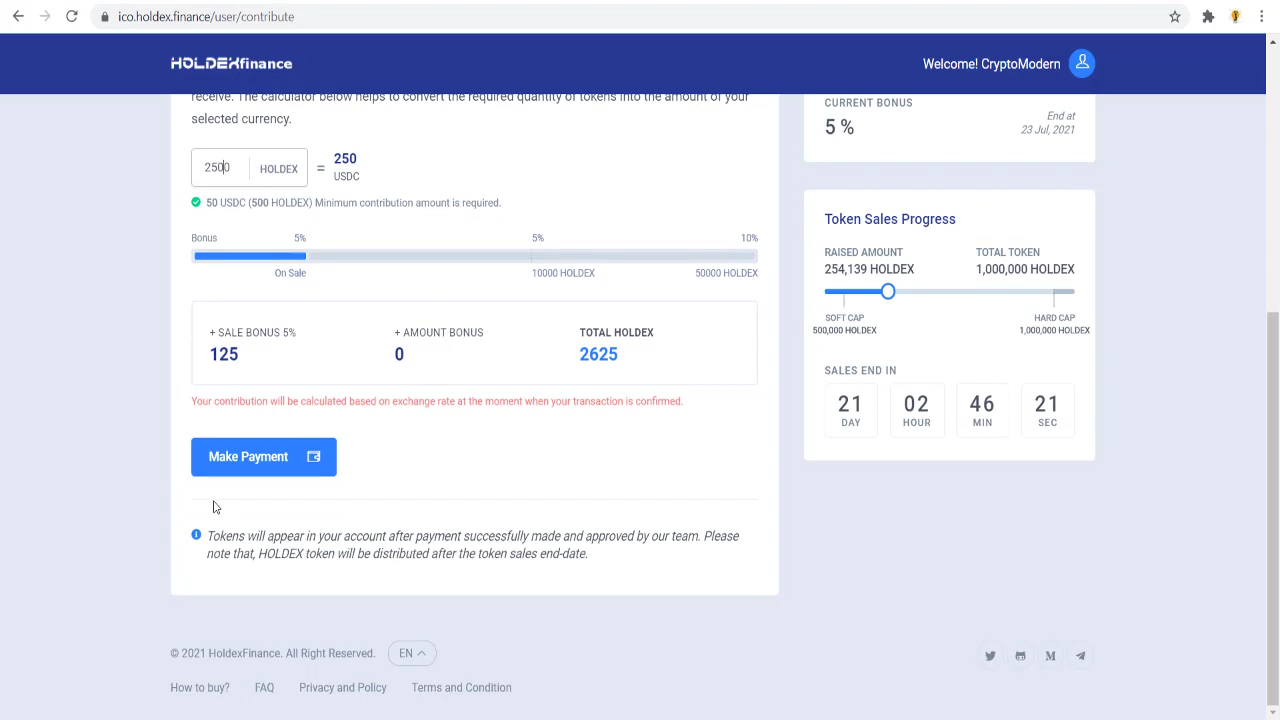 ico.holdex.finance/user/contribute
HOLDEXfinance
Welcome! CryptoModern
receive. The calculator below helps to convert the required quantity of tokens into the amount of your
selected currency.
2500 HOLDEX = 250
USDC
50 USDC (500 HOLDEX) Minimum contribution amount is required.
Bonus 5% 5% 10%
On Sale 10000 HOLDEX 50000 HOLDEX
+ SALE BONUS 5% + AMOUNT BONUS TOTAL HOLDEX
125 0 2625
Your contribution will be calculated based on exchange rate at the moment when your transaction is confirmed.
Make Payment
Tokens will appear in your account after payment successfully made and approved by our team. Please
note that, HOLDEX token will be distributed after the token sales end-date.
CURRENT BONUS
5 %
End at
23 Jul, 2021
Token Sales Progress
RAISED AMOUNT TOTAL TOKEN
254,139 HOLDEX 1,000,000 HOLDEX
SOFT CAP HARD CAP
500,000 HOLDEX 1,000,000 HOLDEX
SALES END IN
21 02 46 21
DAY HOUR MIN SEC
© 2021 HoldexFinance. All Right Reserved. EN
How to buy? FAQ Privacy and Policy Terms and Condition